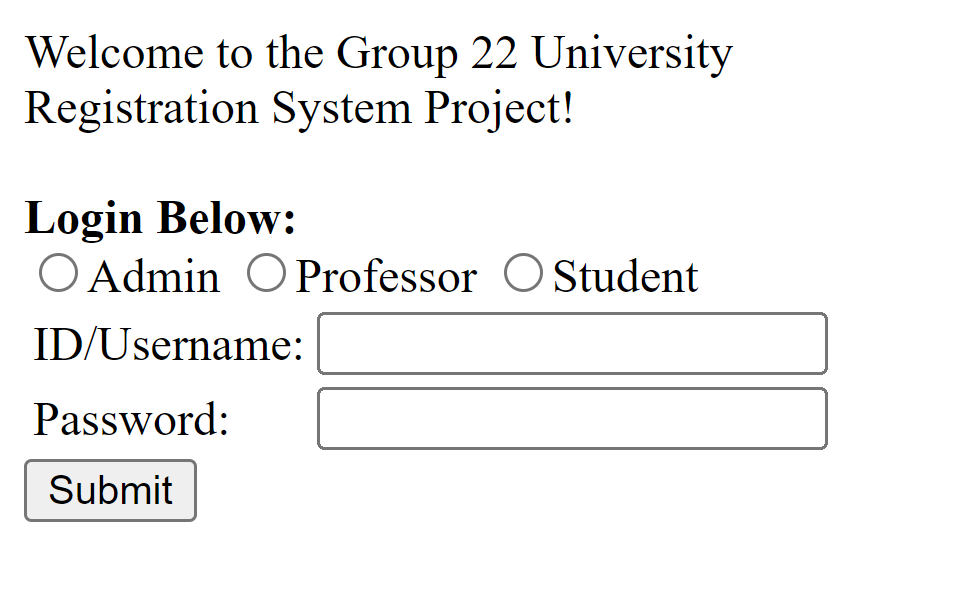 Welcome to the Group 22 University
Registration System Project!
Login Below:
Admin Professor Student
ID/Username:
Password:
Submit